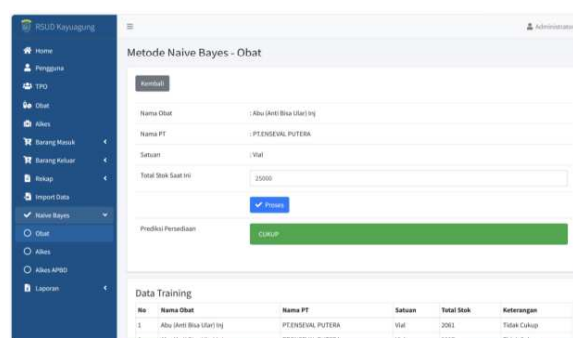 RSUD Kayuagung
Administrator
Home
Pengguna
TPO
Obat
Alkes
Barang Masuk
Barang Keluar
Rekap
Import Data
Naive Bayes
Obat
Alkes
Alkes APBD
Laporan
Metode Naive Bayes - Obat
Kembali
Nama Obat : Abu (Anti Bisa Ular) Inj
Nama PT : PT.ENSEVAL PUTERA
Satuan : Vial
Total Stok Saat Ini 25000
Proses
Prediksi Persediaan CUKUP
Data Training
No Nama Obat Nama PT Satuan Total Stok Keterangan
1 Abu (Anti Bisa Ular) Inj PT.ENSEVAL PUTERA Vial 2061 Tidak Cukup